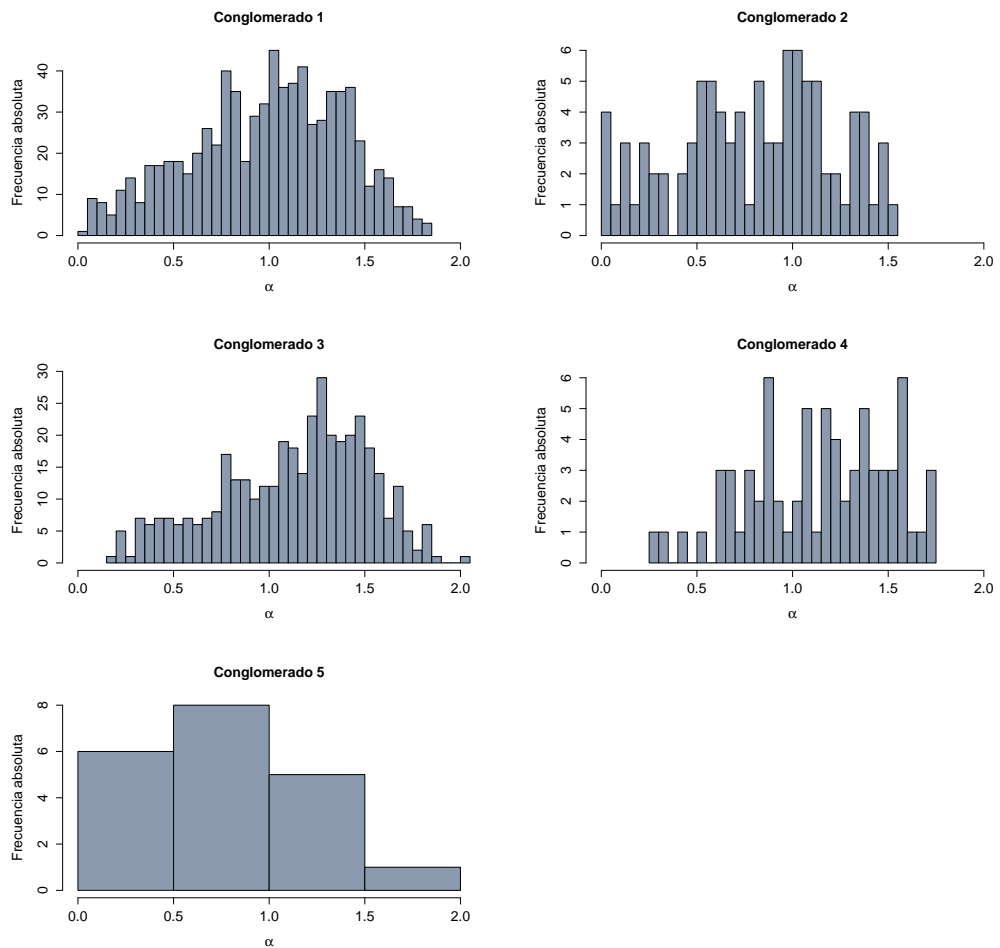 Conglomerado 1
Frecuencia absoluta
0 10 20 30 40
0.0 0.5 1.0 1.5 2.0
α
Conglomerado 2
Frecuencia absoluta
0 1 2 3 4 5 6
0.0 0.5 1.0 1.5 2.0
α
Conglomerado 3
Frecuencia absoluta
0 5 10 15 20 25 30
0.0 0.5 1.0 1.5 2.0
α
Conglomerado 4
Frecuencia absoluta
0 1 2 3 4 5 6
0.0 0.5 1.0 1.5 2.0
α
Conglomerado 5
Frecuencia absoluta
0 2 4 6 8
0.0 0.5 1.0 1.5 2.0
α